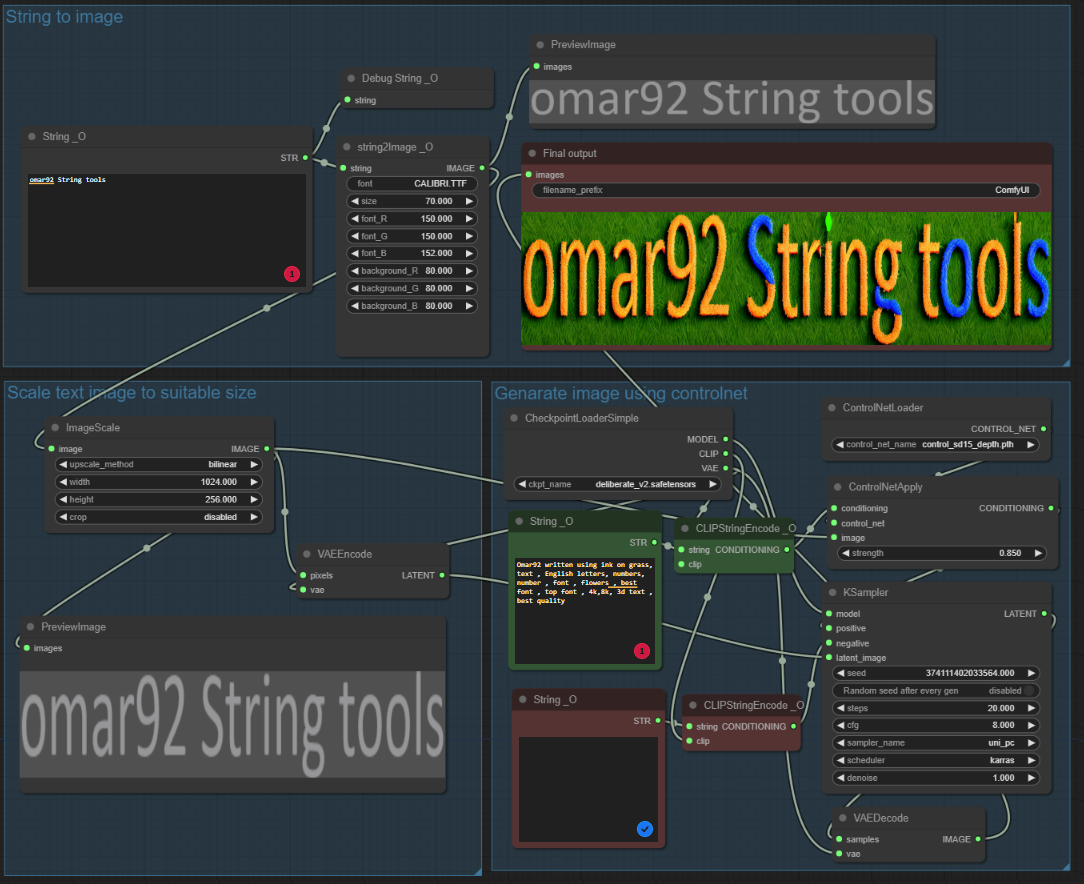 String to image
String _O
STR
omar92 String tools
1
Debug String _O
string
string2Image _O
string IMAGE
font CALIBRI.TTF
size 70.000
font_R 150.000
font_G 150.000
font_B 152.000
background_R 80.000
background_G 80.000
background_B 80.000
PreviewImage
images
omar92 String tools
Final output
images
filename_prefix ComfyUI
omar92 String tools
Scale text image to suitable size
ImageScale
image IMAGE
upscale_method bilinear
width 1024.000
height 256.000
crop disabled
VAEEncode
pixels LATENT
vae
PreviewImage
images
omar92 String tools
Genarate image using controlnet
CheckpointLoaderSimple
MODEL
CLIP
VAE
ckpt_name deliberate_v2.safetensors
String _O
STR
Omar92 written using ink on grass,
text , English letters, numbers,
number , font , flowers , best
font , top font , 4k,8k, 3d text ,
best quality
1
CLIPStringEncode _O
string CONDITIONING
clip
String _O
STR
CLIPStringEncode _O
string CONDITIONING
clip
ControlNetLoader
CONTROL_NET
control_net_name control_sd15_depth.pth
ControlNetApply
conditioning CONDITIONING
control_net
image
strength 0.850
KSampler
model LATENT
positive
negative
latent_image
seed 374111402033564.000
Random seed after every gen disabled
steps 20.000
cfg 8.000
sampler_name uni_pc
scheduler karras
denoise 1.000
VAEDecode
samples IMAGE
vae